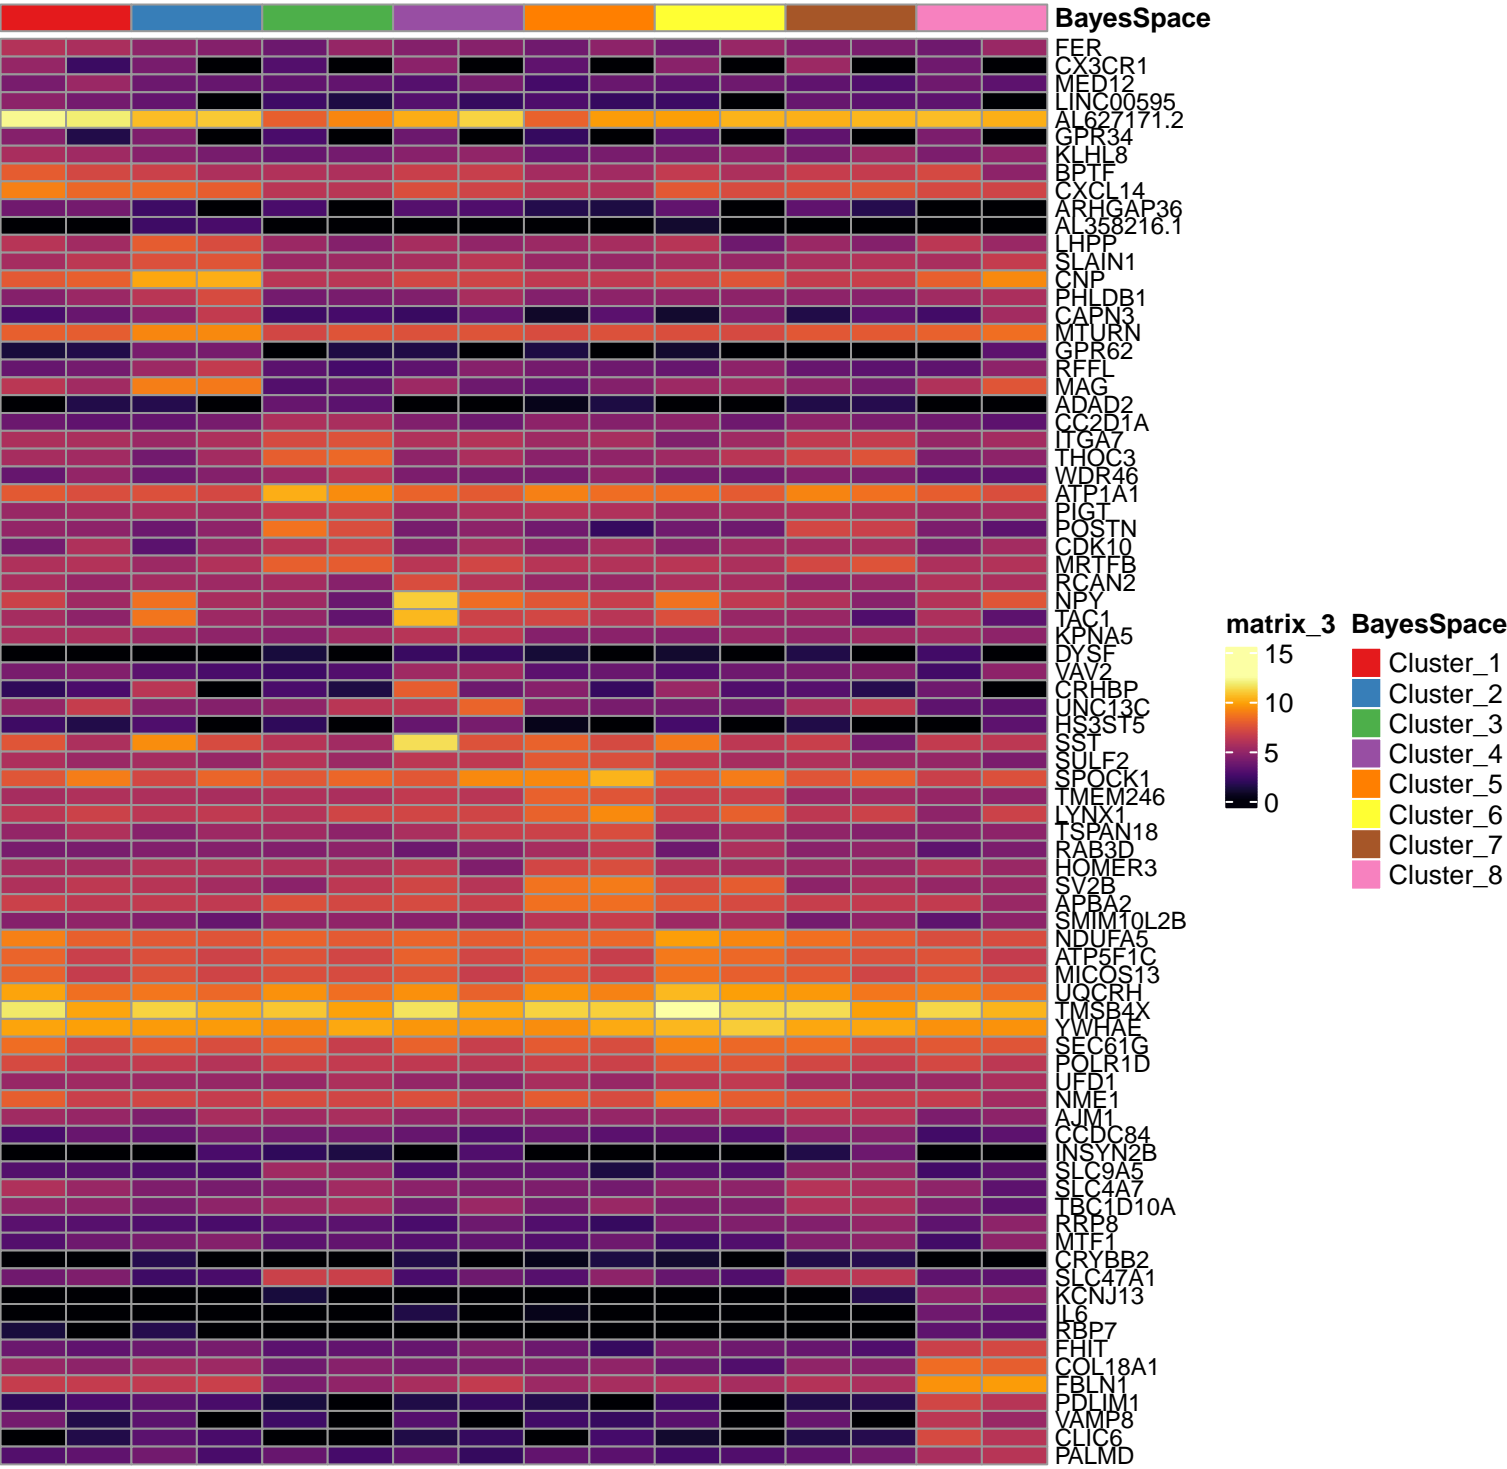 BayesSpace
FER
CX3CR1
MED12
LINC00595
AL627171.2
GPR34
KLHL8
BPTF
CXCL14
ARHGAP36
AL358216.1
LHPP
SLAIN1
CNP
PHLDB1
CAPN3
MTURN
GPR62
RFFL
MAG
ADAD2
CC2D1A
ITGA7
THOC3
WDR46
ATP1A1
PIGT
POSTN
CDK10
MRTFB
RCAN2
NPY
TAC1
KPNA5
DYSF
VAV2
CRHBP
UNC13C
HS3ST5
SST
SULF2
SPOCK1
TMEM246
LYNX1
TSPAN18
RAB3D
HOMER3
SV2B
APBA2
SMIM10L2B
NDUFA5
ATP5F1C
MICOS13
UQCRH
TMSB4X
YWHAE
SEC61G
POLR1D
UFD1
NME1
AJM1
CCDC84
INSYN2B
SLC9A5
SLC4A7
TBC1D10A
RRP8
MTF1
CRYBB2
SLC47A1
KCNJ13
IL6
RBP7
FHIT
COL18A1
FBLN1
PDLIM1
VAMP8
CLIC6
PALMD
matrix_3
15
10
5
0
BayesSpace
Cluster_1
Cluster_2
Cluster_3
Cluster_4
Cluster_5
Cluster_6
Cluster_7
Cluster_8